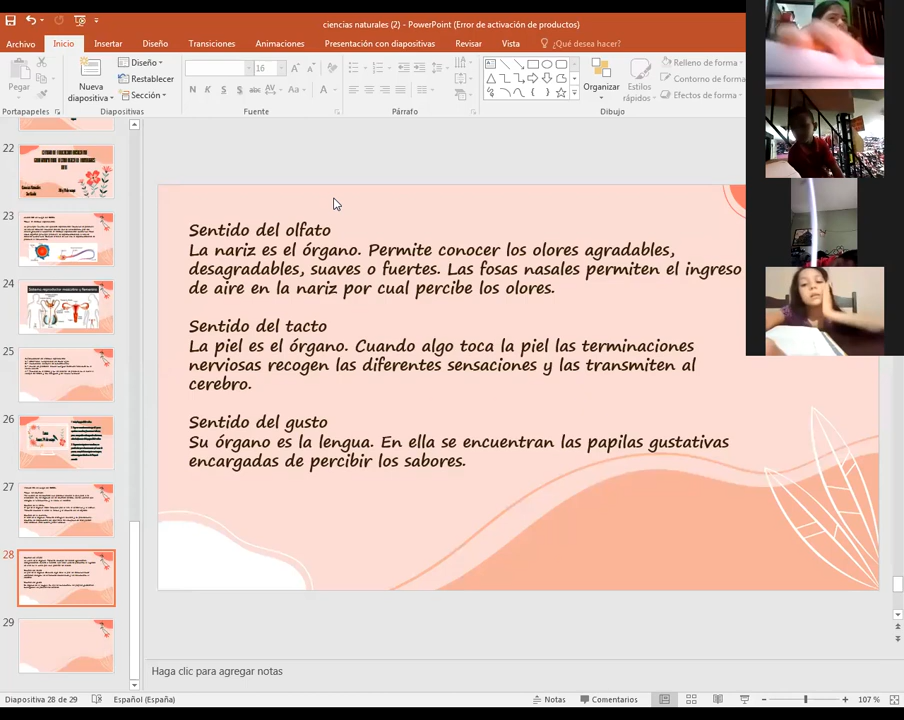 ciencias naturales (2) - PowerPoint (Error de activación de productos)
Archivo Inicio Insertar Diseño Transiciones Animaciones Presentación con diapositivas Revisar Vista ¿Qué desea hacer?
Pegar
Nueva diapositiva
Diseño
Restablecer
Sección
16
N K S S abc AV Aa A
Organizar
Estilos rápidos
Relleno de forma
Contorno de forma
Efectos de forma
Portapapeles Diapositivas Fuente Párrafo Dibujo
22
23
24
Sistema reproductor masculino y femenino
25
26
27
28
29
Sentido del olfato
La nariz es el órgano. Permite conocer los olores agradables,
desagradables, suaves o fuertes. Las fosas nasales permiten el ingreso
de aire en la nariz por cual percibe los olores.
Sentido del tacto
La piel es el órgano. Cuando algo toca la piel las terminaciones
nerviosas recogen las diferentes sensaciones y las transmiten al
cerebro.
Sentido del gusto
Su órgano es la lengua. En ella se encuentran las papilas gustativas
encargadas de percibir los sabores.
Haga clic para agregar notas
Diapositiva 28 de 29 Español (España) Notas Comentarios 107 %